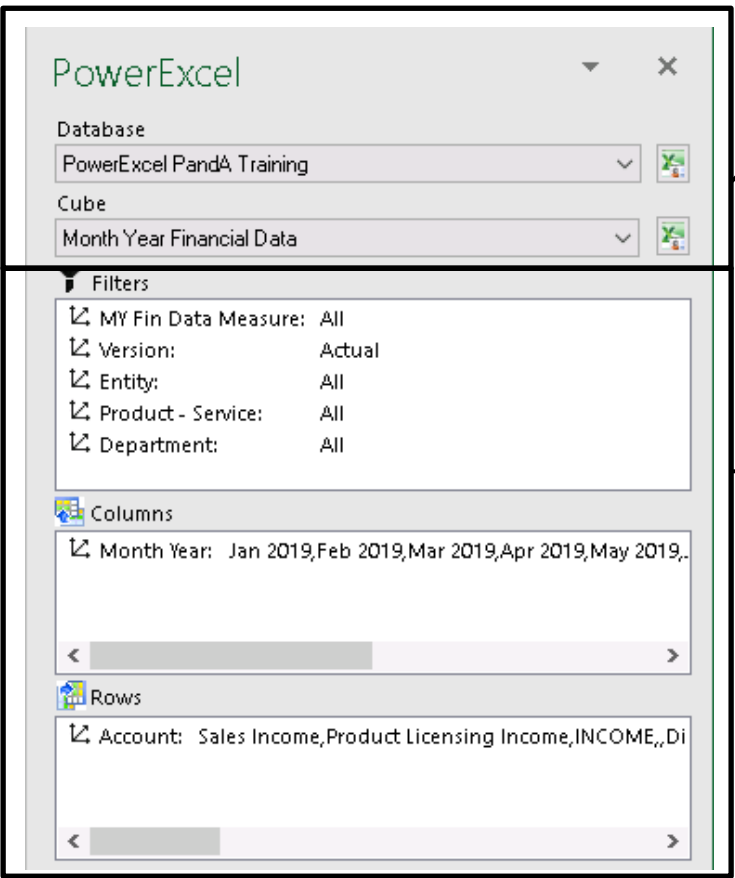 PowerExcel
Database
PowerExcel PandA Training
Cube
Month Year Financial Data
Filters
MY Fin Data Measure: All
Version: Actual
Entity: All
Product - Service: All
Department: All
Columns
Month Year: Jan 2019,Feb 2019,Mar 2019,Apr 2019,May 2019,..
Rows
Account: Sales Income,Product Licensing Income,INCOME,,Di